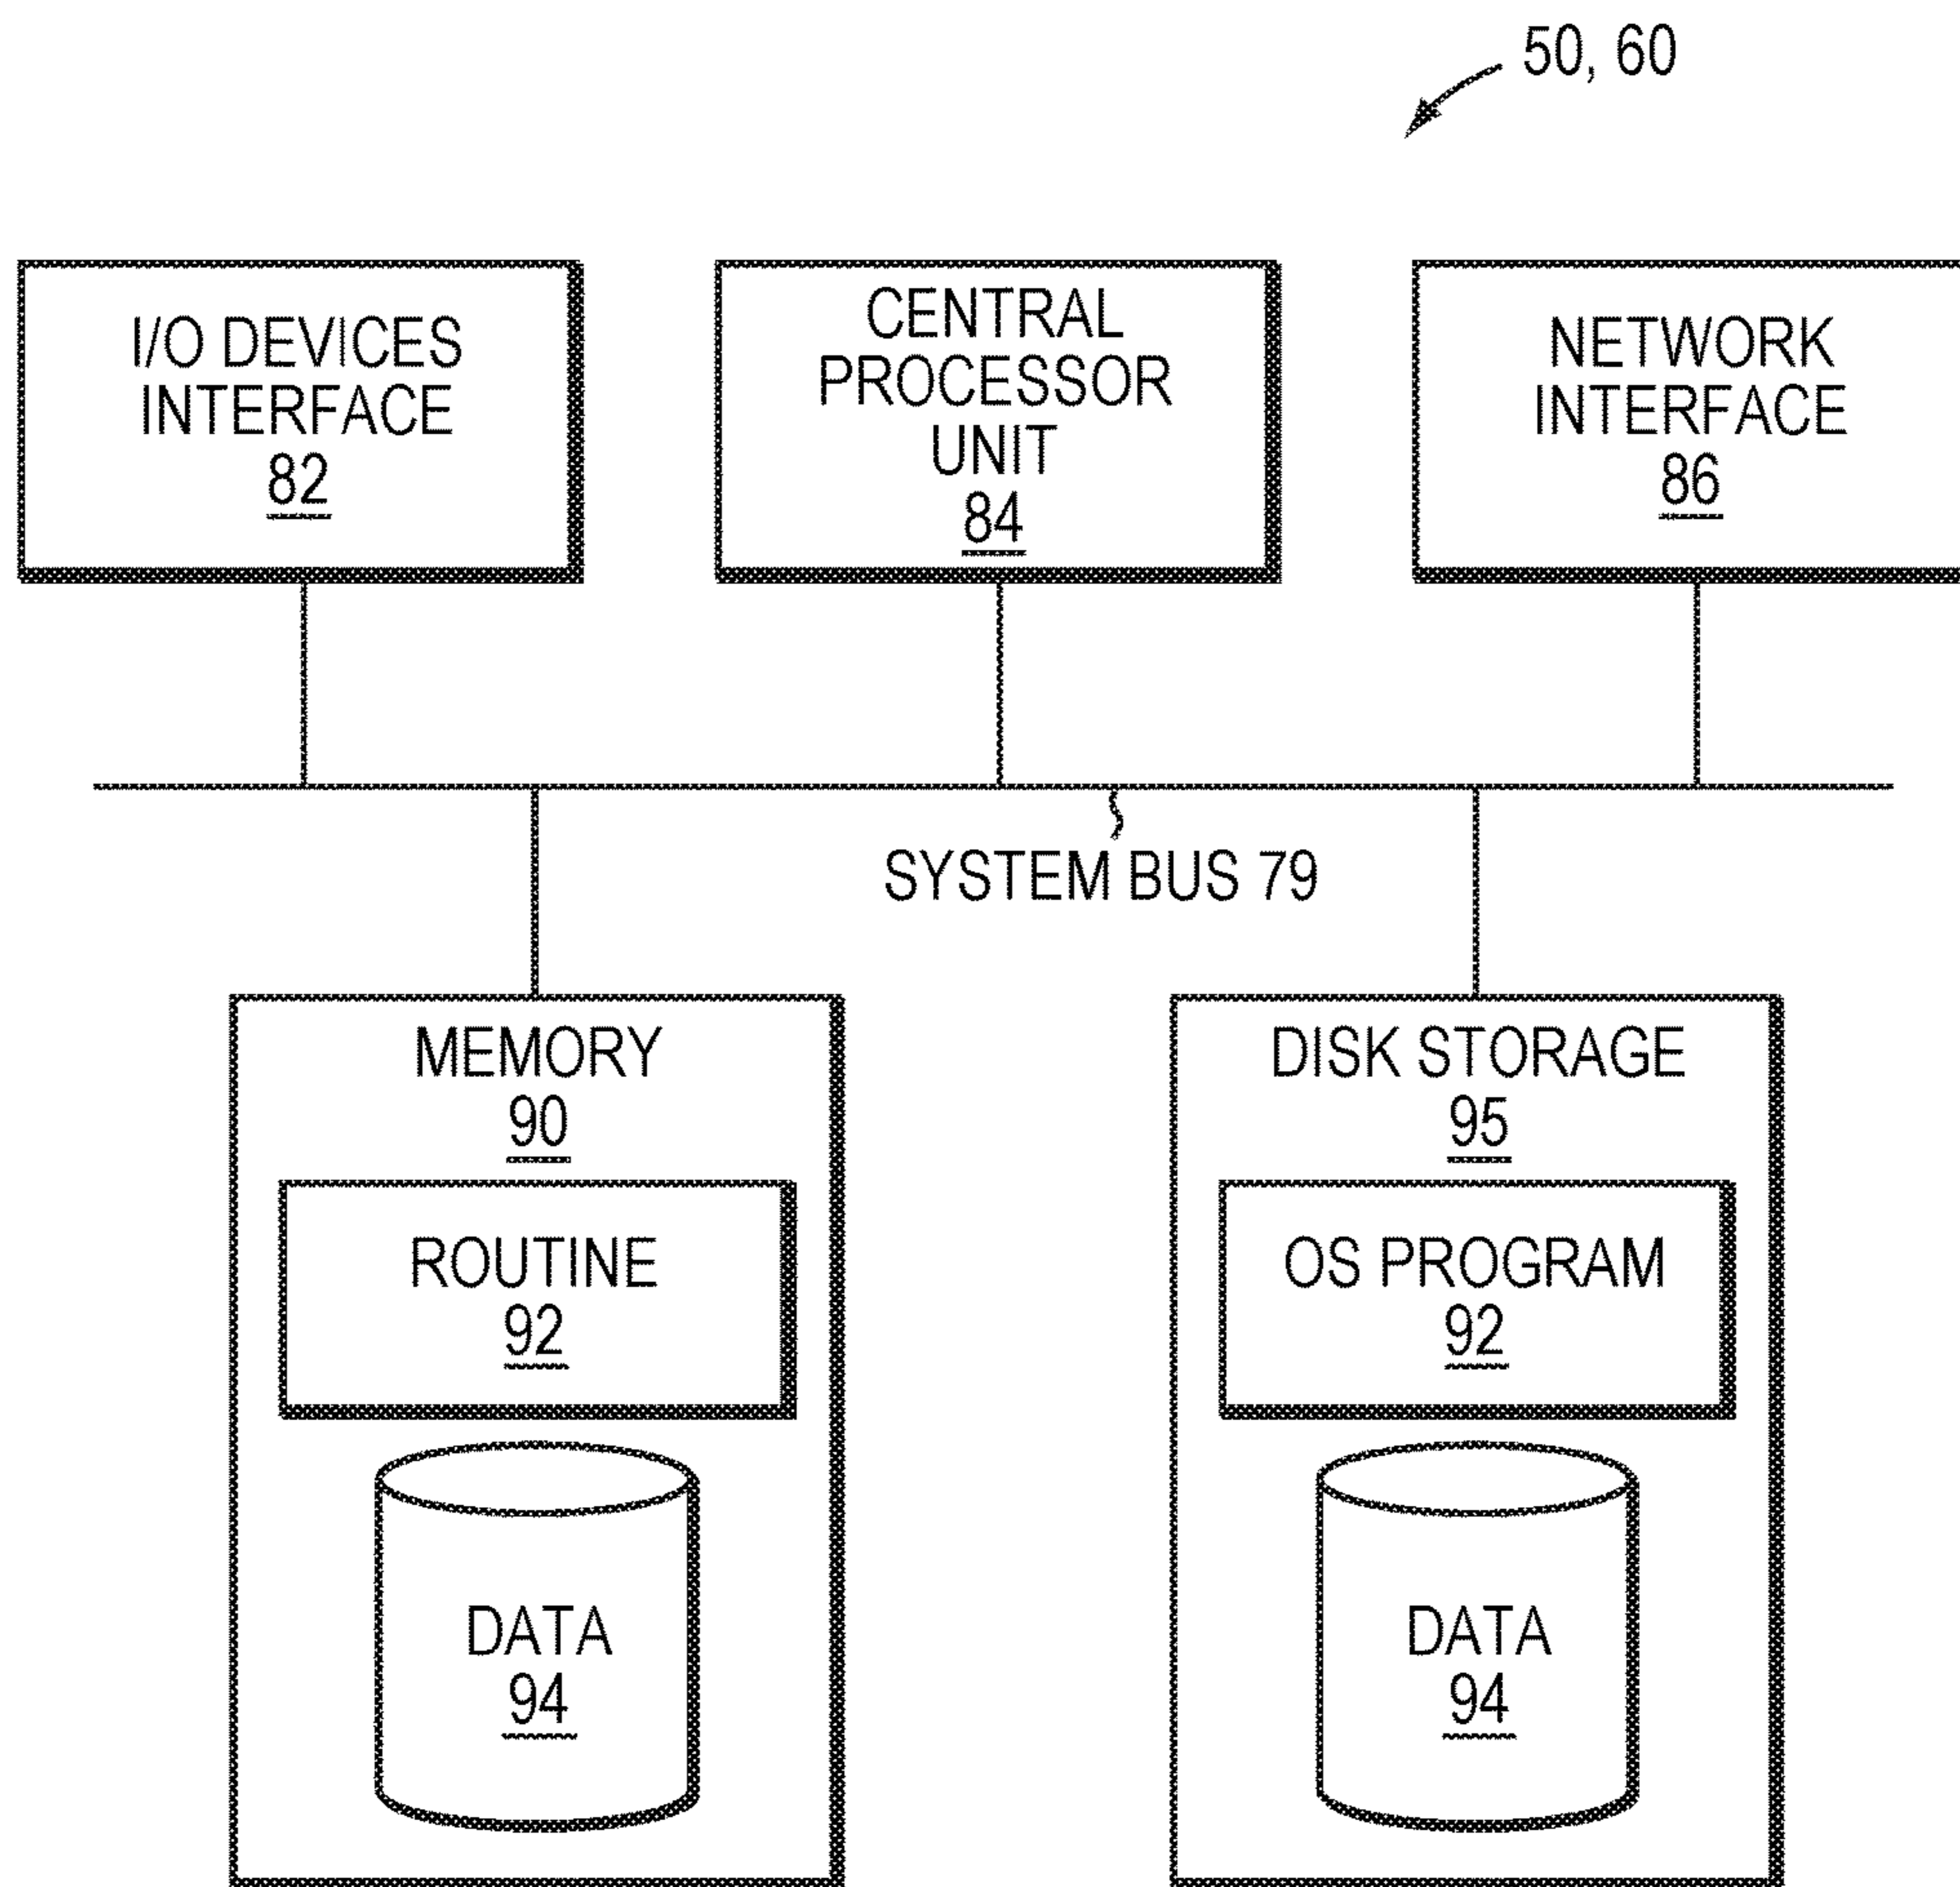 50, 60
I/O DEVICES
INTERFACE
82
CENTRAL
PROCESSOR
UNIT
84
NETWORK
INTERFACE
86
SYSTEM BUS 79
MEMORY
90
ROUTINE
92
DATA
94
DISK STORAGE
95
OS PROGRAM
92
DATA
94